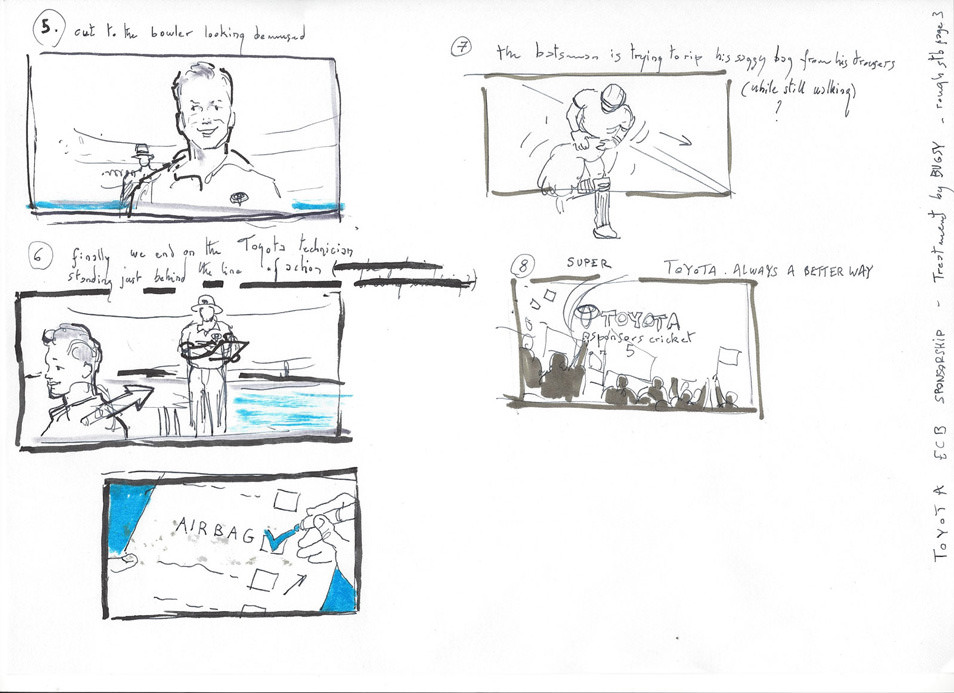 5. cut to the bowler looking bemused
6 finally we end on the Toyota technician
standing just behind the line of action
AIRBAG
7 the batsman is trying to rip his soggy bag from his trousers
(while still walking)
?
8 SUPER TOYOTA. ALWAYS A BETTER WAY
TOYOTA
sponsors cricket
on 5
TOYOTA ECB SPONSORSHIP - Treatment by BUGSY - rough stb page 3